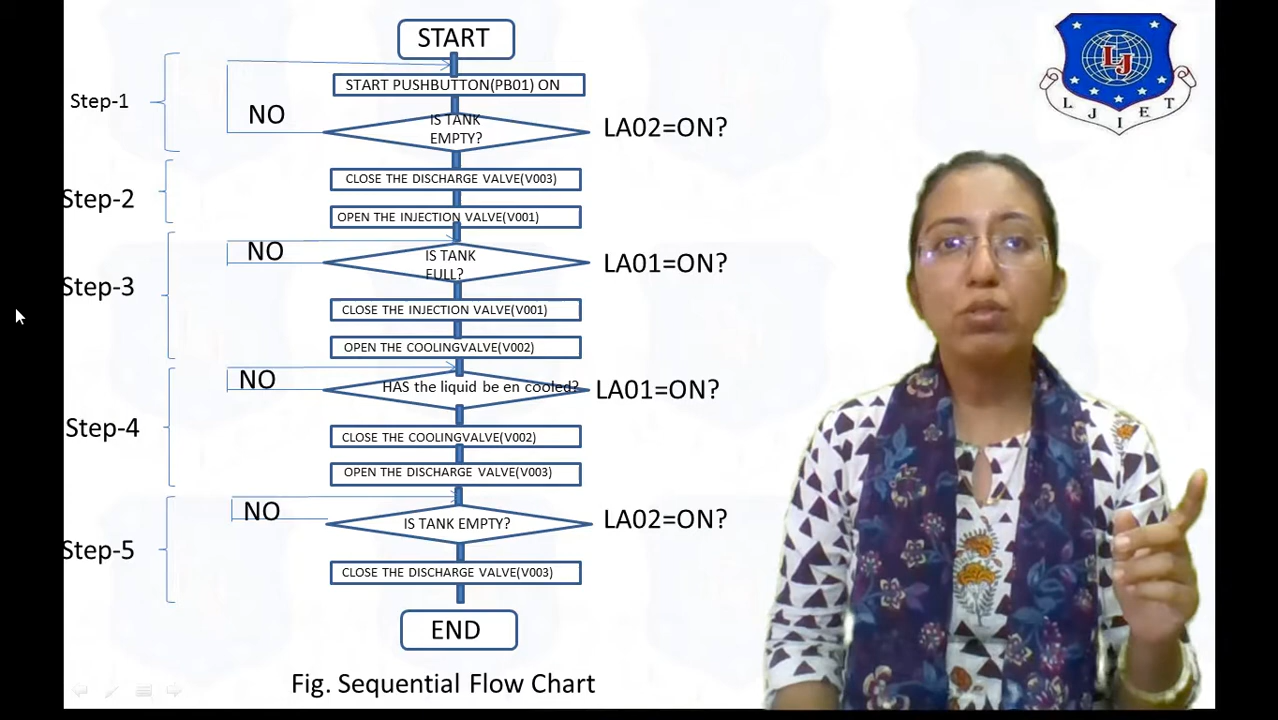 START
Step-1
START PUSHBUTTON(PB01) ON
NO
IS TANK
EMPTY?
LA02=ON?
LJIET
LJ
Step-2
CLOSE THE DISCHARGE VALVE(V003)
OPEN THE INJECTION VALVE(V001)
Step-3
NO
IS TANK
FULL?
LA01=ON?
CLOSE THE INJECTION VALVE(V001)
OPEN THE COOLINGVALVE(V002)
Step-4
NO
HAS the liquid be en cooled?
LA01=ON?
CLOSE THE COOLINGVALVE(V002)
OPEN THE DISCHARGE VALVE(V003)
Step-5
NO
IS TANK EMPTY?
LA02=ON?
CLOSE THE DISCHARGE VALVE(V003)
END
Fig. Sequential Flow Chart